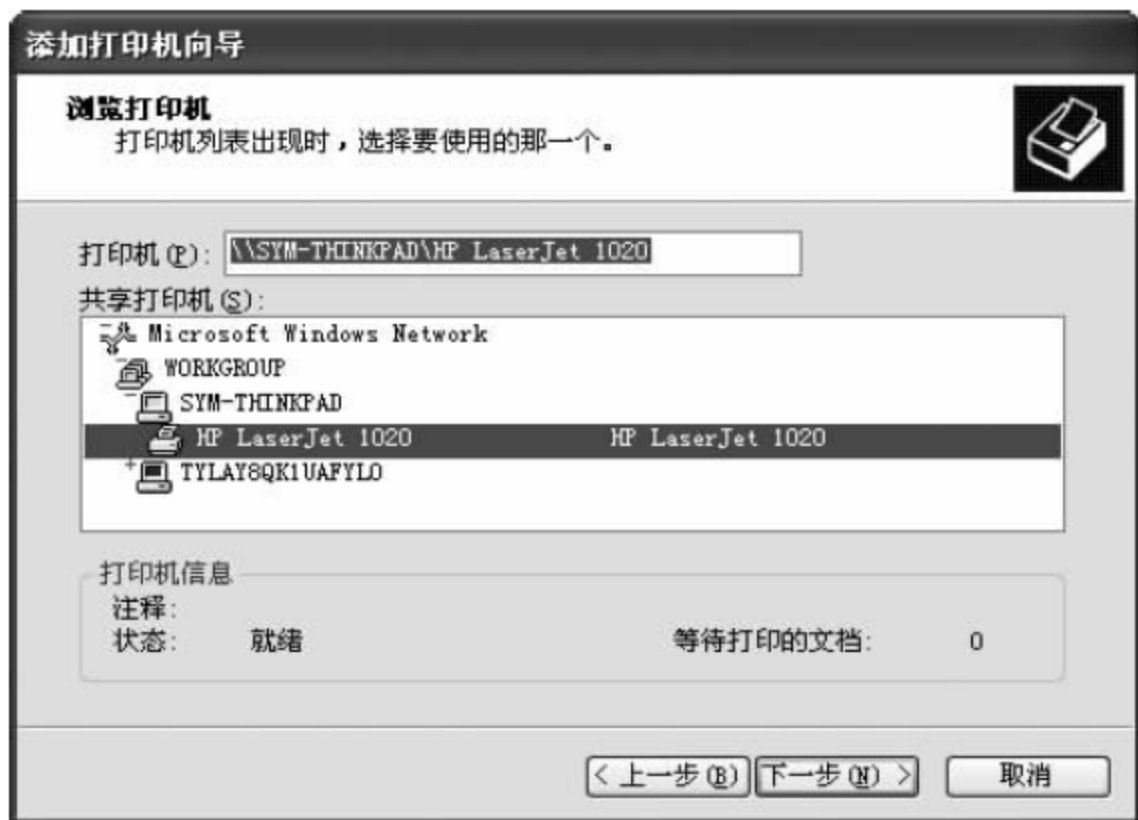 添加打印机向导
浏览打印机
打印机列表出现时，选择要使用的那一个。
打印机(P): \\SYM-THINKPAD\HP LaserJet 1020
共享打印机(S):
Microsoft Windows Network
WORKGROUP
SYM-THINKPAD
HP LaserJet 1020 HP LaserJet 1020
TYLAY8QK1UAFYLO
打印机信息
注释:
状态: 就绪 等待打印的文档: 0
< 上一步(B) 下一步(N) > 取消